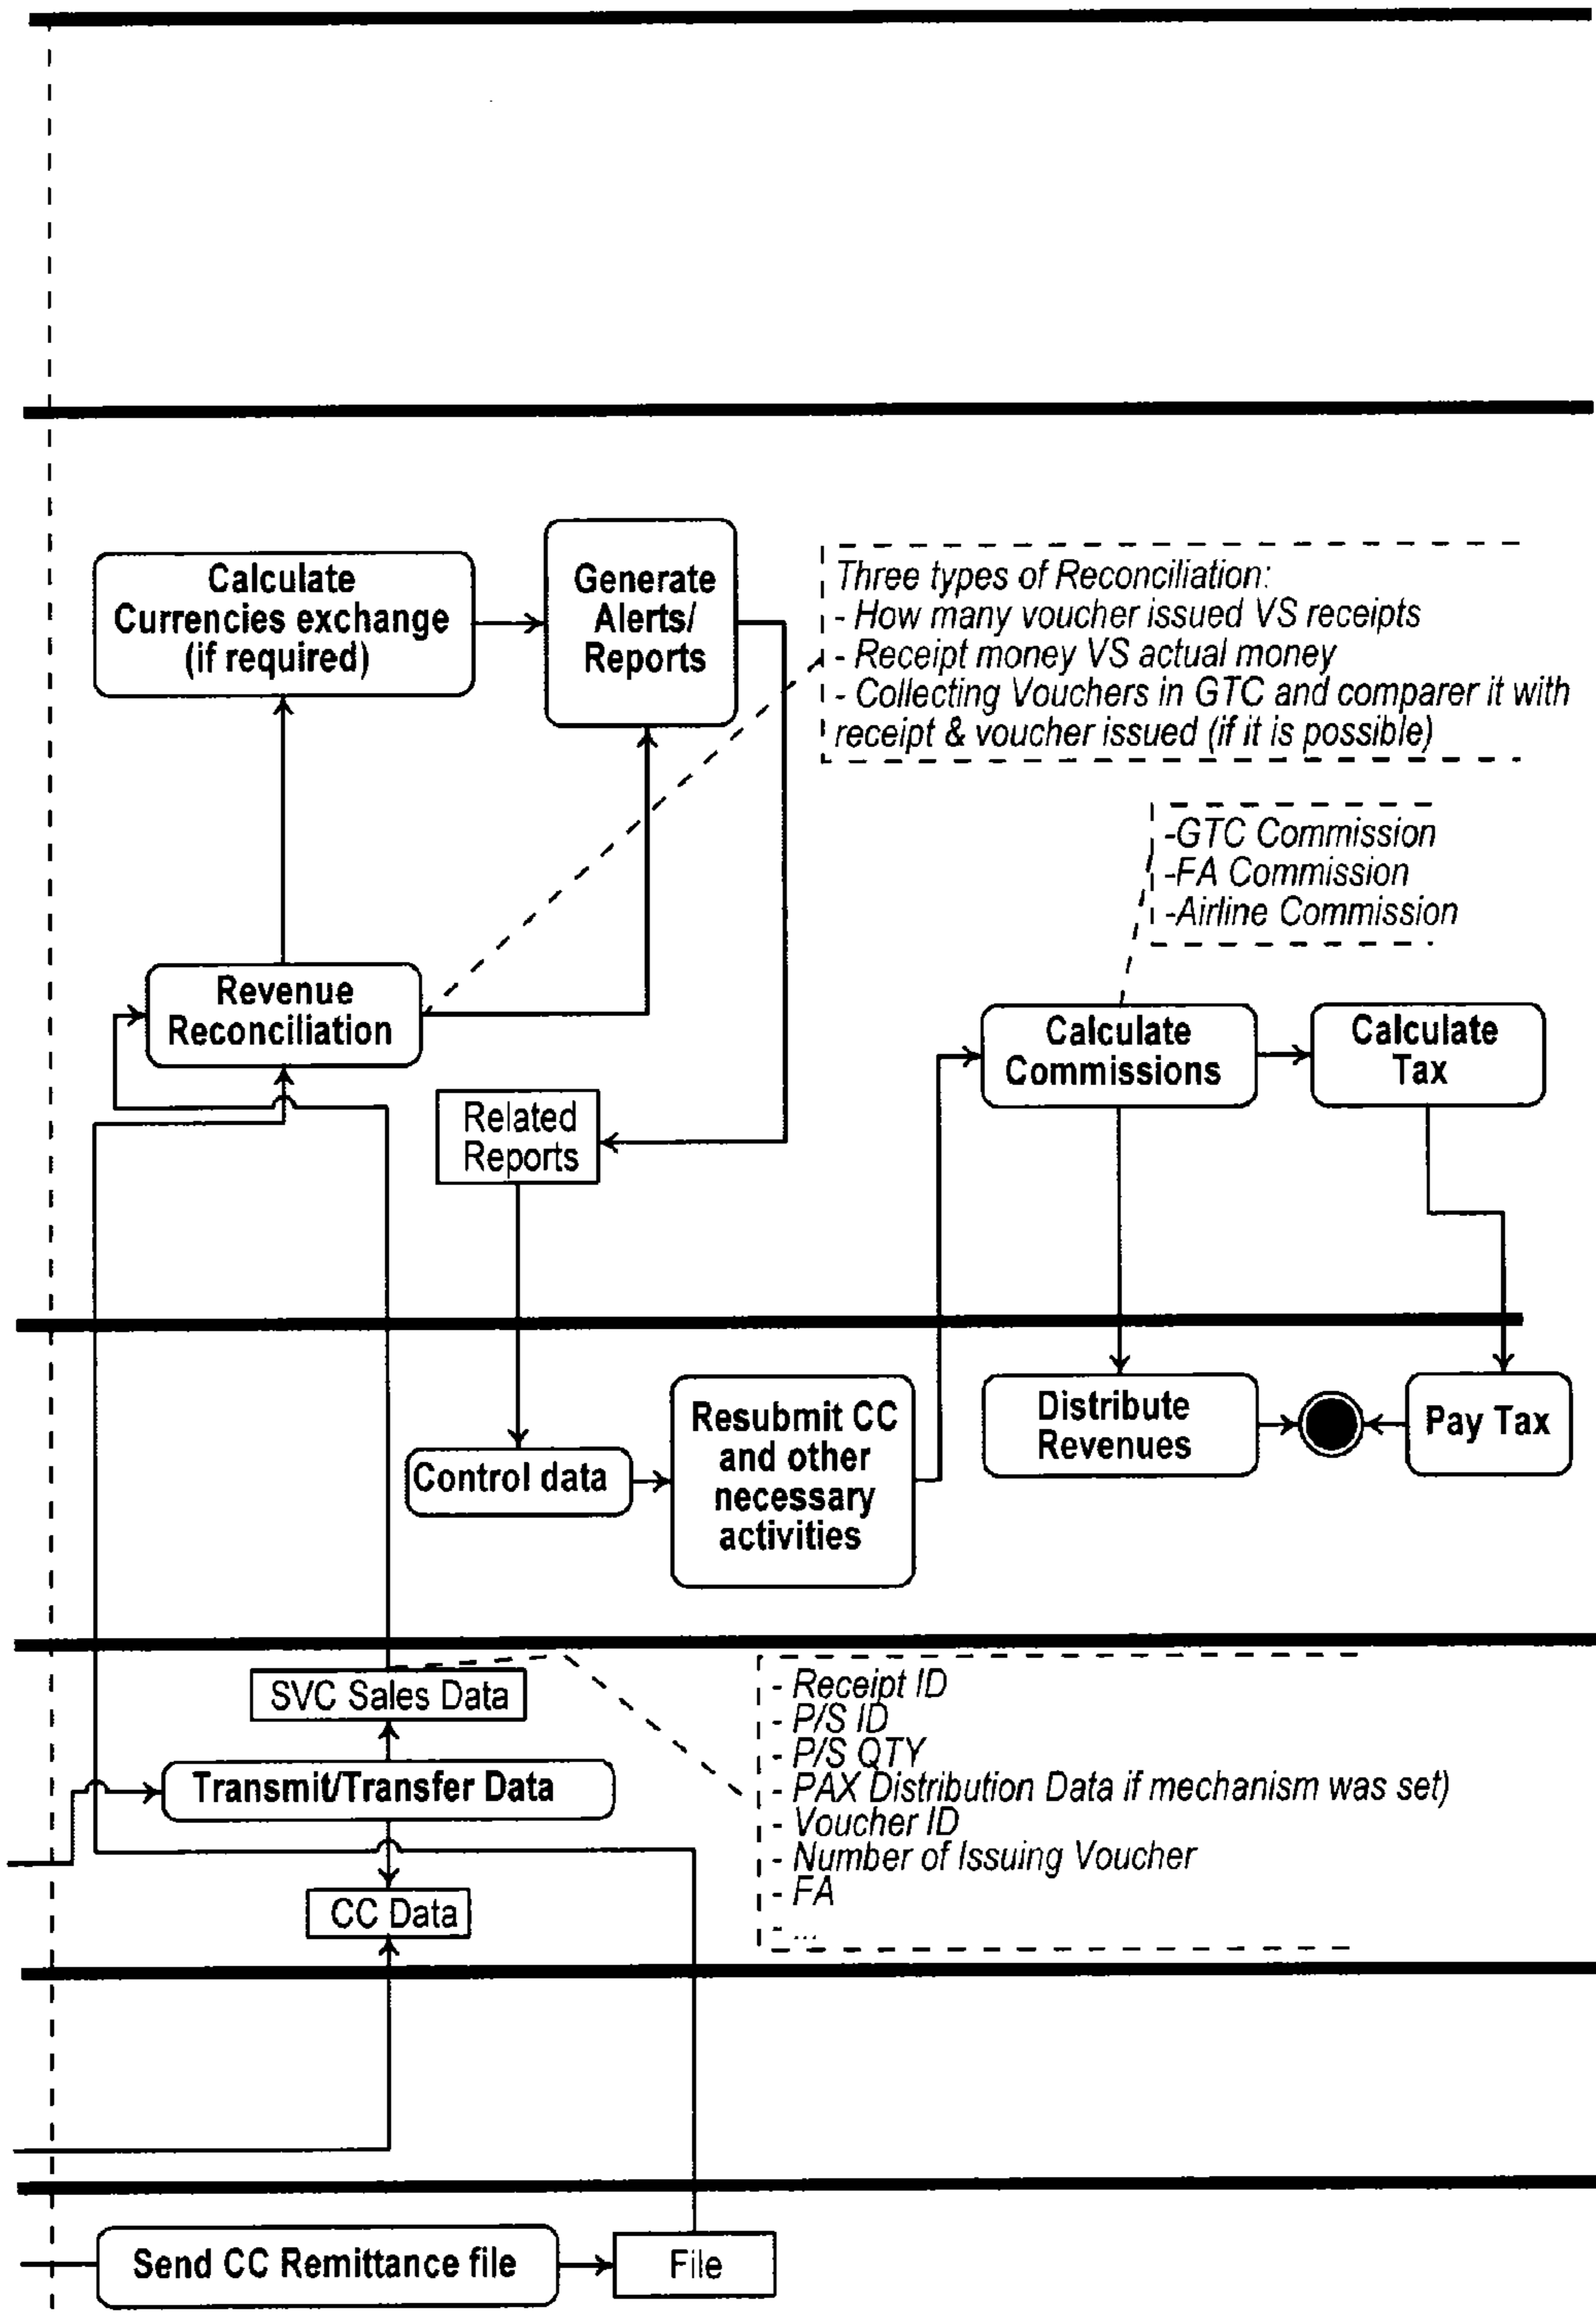 Calculate
Currencies exchange
(if required)
Generate
Alerts/
Reports
Three types of Reconciliation:
- How many voucher issued VS receipts
- Receipt money VS actual money
- Collecting Vouchers in GTC and comparer it with
receipt & voucher issued (if it is possible)
-GTC Commission
-FA Commission
-Airline Commission
Revenue
Reconciliation
Calculate
Commissions
Calculate
Tax
Related
Reports
Control data
Resubmit CC
and other
necessary
activities
Distribute
Revenues
Pay Tax
SVC Sales Data
Transmit/Transfer Data
CC Data
- Receipt ID
- P/S ID
- P/S QTY
- PAX Distribution Data if mechanism was set)
- Voucher ID
- Number of Issuing Voucher
- FA
- ...
Send CC Remittance file
File